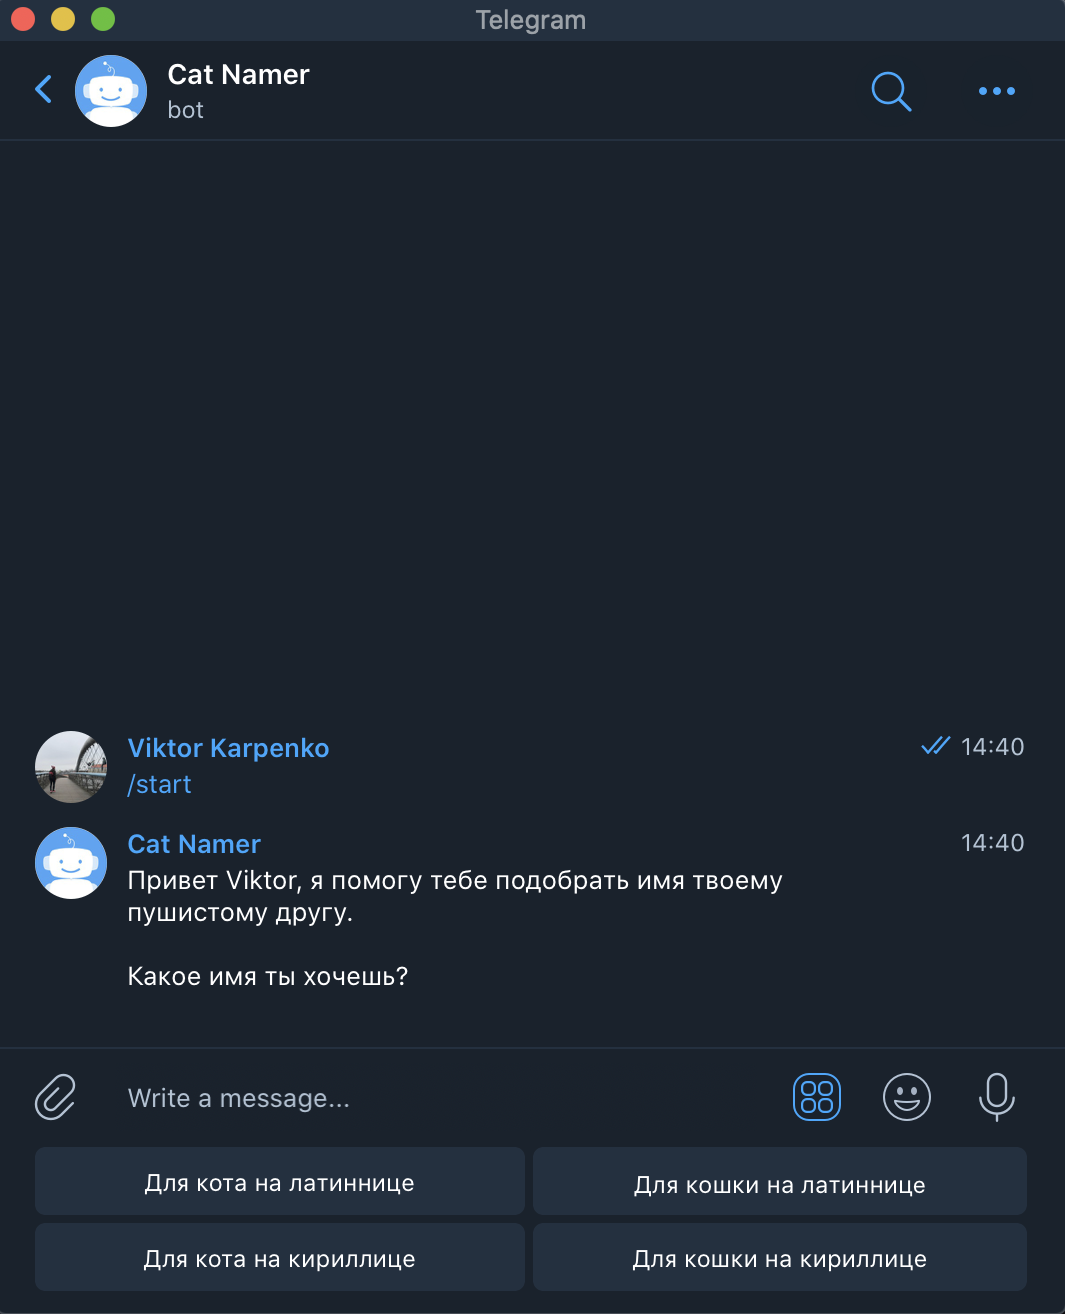 Telegram
Cat Namer
bot
Viktor Karpenko
14:40
/start
Cat Namer
14:40
Привет Viktor, я помогу тебе подобрать имя твоему
пушистому другу.
Какое имя ты хочешь?
Write a message...
Для кота на латиннице
Для кошки на латиннице
Для кота на кириллице
Для кошки на кириллице